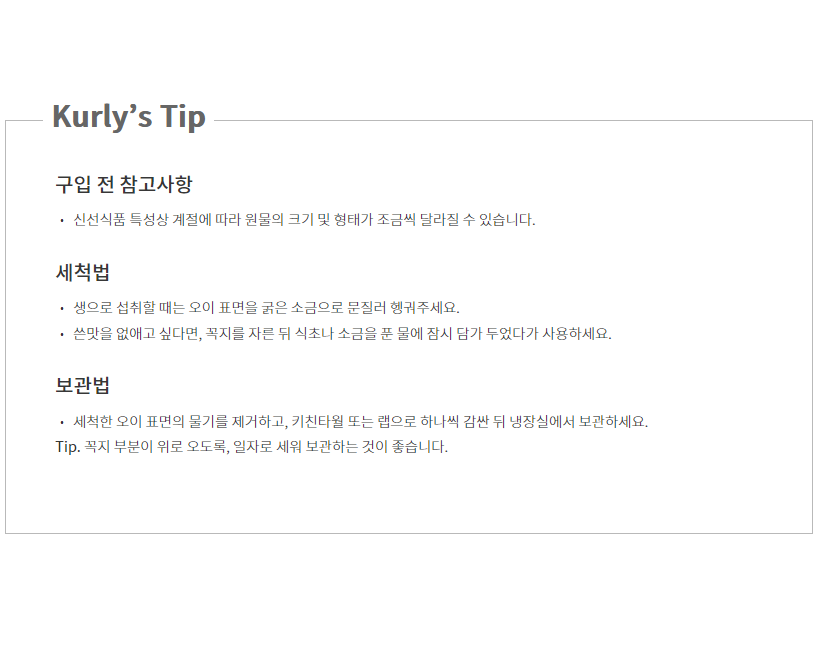 Kurly’s Tip
구입 전 참고사항
• 신선식품 특성상 계절에 따라 원물의 크기 및 형태가 조금씩 달라질 수 있습니다.
세척법
• 생으로 섭취할 때는 오이 표면을 굵은 소금으로 문질러 헹궈주세요.
• 쓴맛을 없애고 싶다면, 꼭지를 자른 뒤 식초나 소금을 푼 물에 잠시 담가 두었다가 사용하세요.
보관법
• 세척한 오이 표면의 물기를 제거하고, 키친타월 또는 랩으로 하나씩 감싼 뒤 냉장실에서 보관하세요.
Tip. 꼭지 부분이 위로 오도록, 일자로 세워 보관하는 것이 좋습니다.